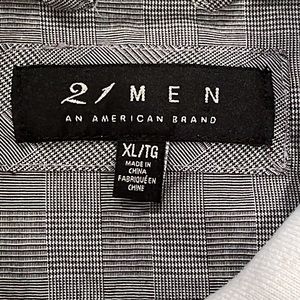 21 MEN
AN AMERICAN BRAND
XL/TG
MADE IN
CHINA
FABRIQUÉ EN
CHINE